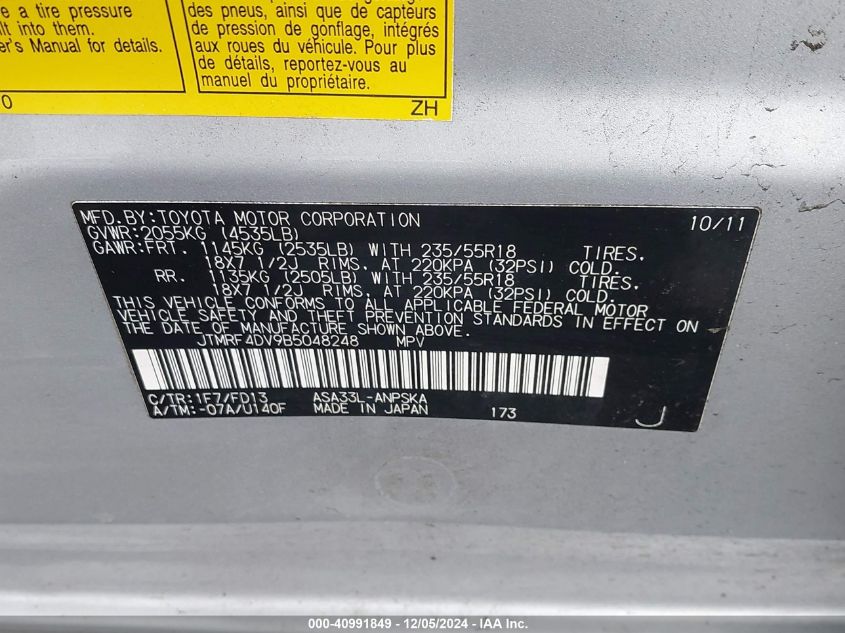 e a tire pressure
ilt into them.
er's Manual for details.
0
des pneus, ainsi que de capteurs
de pression de gonflage, intégrés
aux roues du véhicule. Pour plus
de détails, reportez-vous au
manuel du propriétaire.
ZH
MFD.BY:TOYOTA MOTOR CORPORATION 10/11
GVWR:2055KG (4535LB)
GAWR:FRT. 1145KG (2535LB) WITH 235/55R18 TIRES.
18X7 1/2J RIMS. AT 220KPA (32PSI) COLD.
RR. 1135KG (2505LB) WITH 235/55R18 TIRES.
18X7 1/2J RIMS. AT 220KPA (32PSI) COLD.
THIS VEHICLE CONFORMS TO ALL APPLICABLE FEDERAL MOTOR
VEHICLE SAFETY AND THEFT PREVENTION STANDARDS IN EFFECT ON
THE DATE OF MANUFACTURE SHOWN ABOVE.
JTMRF4DV9B5048248 MPV
C/TR:1F7/FD13 ASA33L-ANPSKA
A/TM:-07A/U140F MADE IN JAPAN 173 J
000-40991849 - 12/05/2024 - IAA Inc.